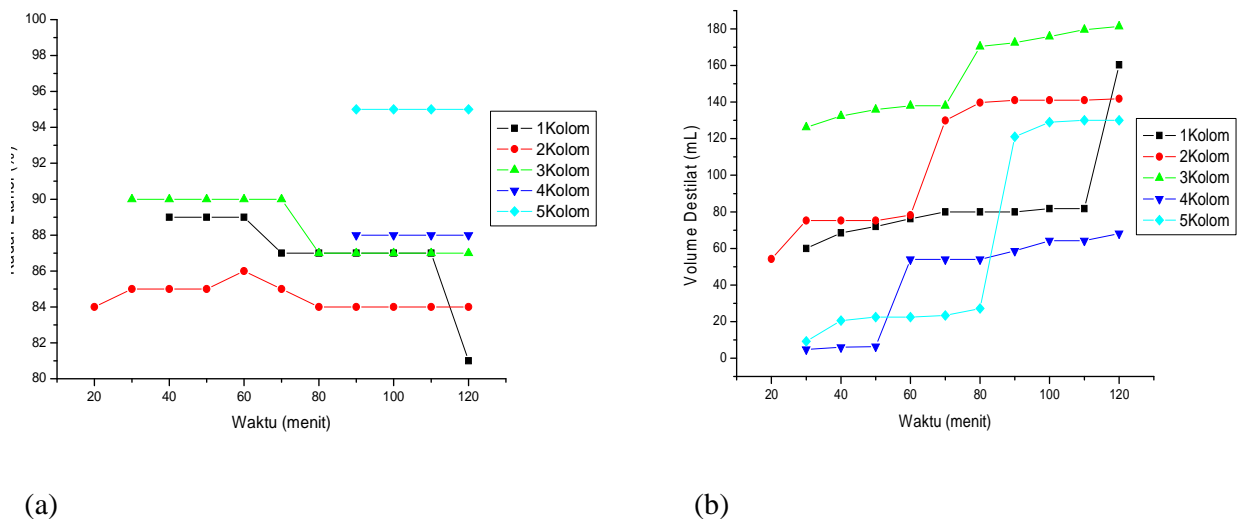 100
98
96
94
92
90
88
86
84
82
80
20 40 60 80 100 120
Waktu (menit)
1Kolom
2Kolom
3Kolom
4Kolom
5Kolom
(a)
Volume Destilat (mL)
180
160
140
120
100
80
60
40
20
0
20 40 60 80 100 120
Waktu (menit)
1Kolom
2Kolom
3Kolom
4Kolom
5Kolom
(b)